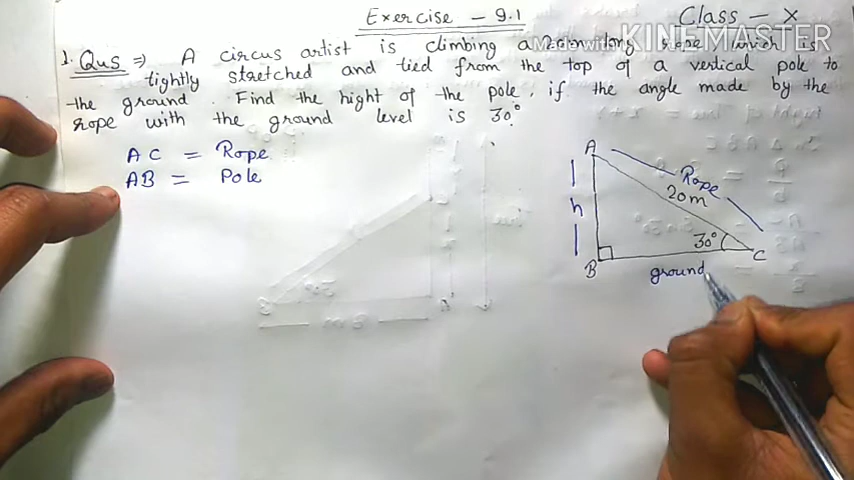 Exercise - 9.1
Class - X
Made with KINEMASTER
1. Qus ⇒ A circus artist is climbing a 20m long rope, which is
tightly stretched and tied from the top of a vertical pole to
the ground. Find the hight of the pole, if the angle made by the
rope with the ground level is 30°.
AC = Rope
AB = Pole
A
Rope
20m
h
30°
B
C
ground